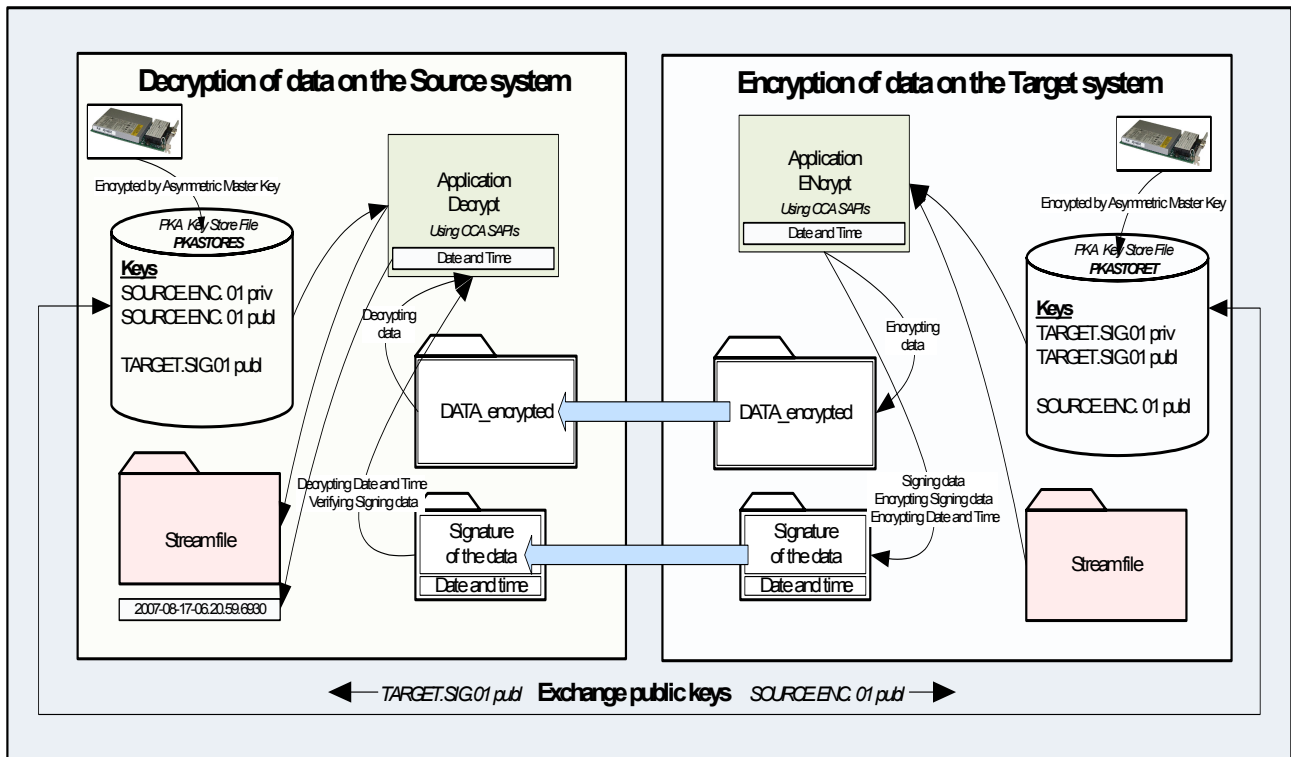 Decryption of data on the Source system
Encrypted by Asymmetric Master Key
PKA Key Store File
PKASTORES
Keys
SOURCE.ENC. 01 priv
SOURCE.ENC. 01 publ
TARGET.SIG.01 publ
Application
Decrypt
Using CCA SAPIs
Date and Time
Decrypting
data
DATA_encrypted
Decrypting Date and Time
Verifying Signing data
Signature
of the data
Date and time
Streamfile
2007-08-17-06.20.59.6930
Encryption of data on the Target system
Application
ENcrypt
Using CCA SAPIs
Date and Time
Encrypted by Asymmetric Master Key
PKA Key Store File
PKASTORET
Keys
TARGET.SIG.01 priv
TARGET.SIG.01 publ
SOURCE.ENC. 01 publ
Encrypting
data
DATA_encrypted
Signing data
Encrypting Signing data
Encrypting Date and Time
Signature
of the data
Date and time
Streamfile
TARGET.SIG.01 publ Exchange public keys SOURCE.ENC. 01 publ